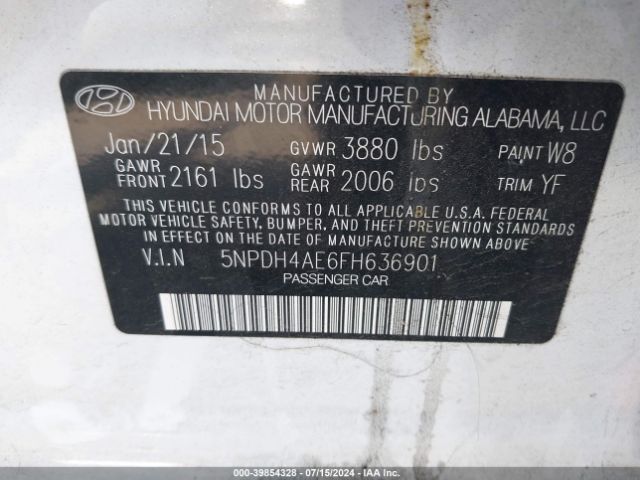 MANUFACTURED BY
HYUNDAI MOTOR MANUFACTURING ALABAMA, LLC
Jan/21/15 GVWR 3880 lbs PAINT W8
GAWR FRONT 2161 lbs GAWR REAR 2006 lbs TRIM YF
THIS VEHICLE CONFORMS TO ALL APPLICABLE U.S.A. FEDERAL
MOTOR VEHICLE SAFETY, BUMPER, AND THEFT PREVENTION STANDARDS
IN EFFECT ON THE DATE OF MANUFACTURE SHOWN ABOVE.
V.I.N 5NPDH4AE6FH636901
PASSENGER CAR
000-39854328 07/15/2024 IAA Inc.